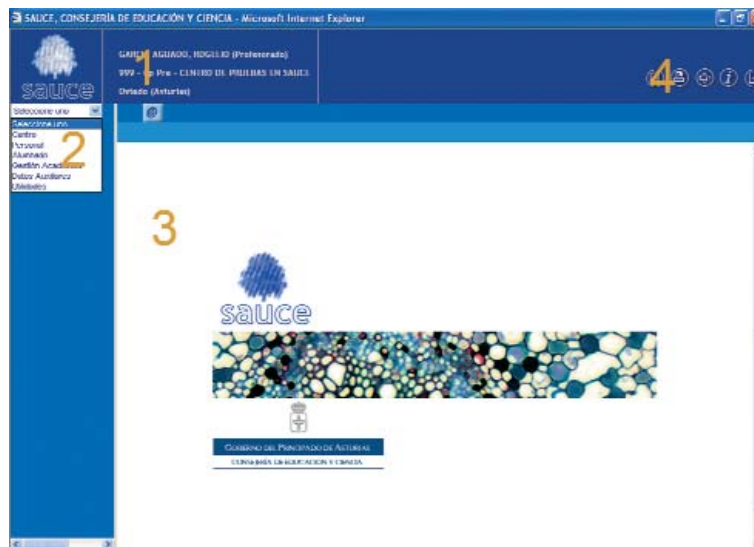 SAUCE, CONSEJERÍA DE EDUCACIÓN Y CIENCIA - Microsoft Internet Explorer
1
AGUADO, ROGELIO (Profesorado)
999 - Pre - CENTRO DE PRUEBAS EN SAUCE
Oviedo (Asturias)
4
sauce
Seleccione uno
Seleccione uno
Centro
Personal
Alumnado
Gestión
Datos Auxiliares
Utilidades
2
3
sauce
GOBIERNO DEL PRINCIPADO DE ASTURIAS
CONSEJERÍA DE EDUCACIÓN Y CIENCIA